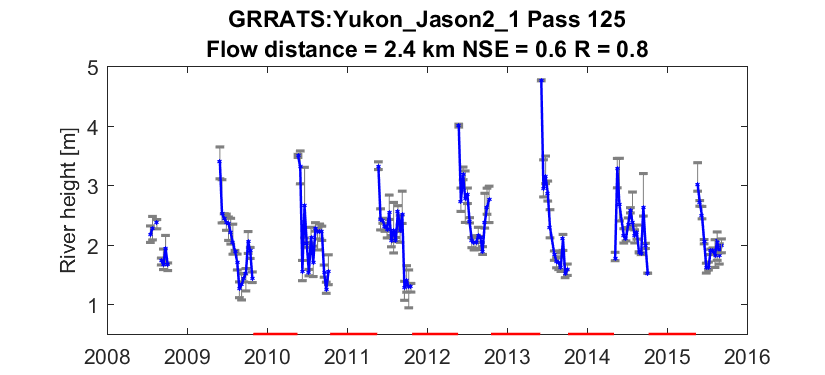 GRRATS:Yukon_Jason2_1 Pass 125
Flow distance = 2.4 km NSE = 0.6 R = 0.8
River height [m]
5
4
3
2
1
2008 2009 2010 2011 2012 2013 2014 2015 2016